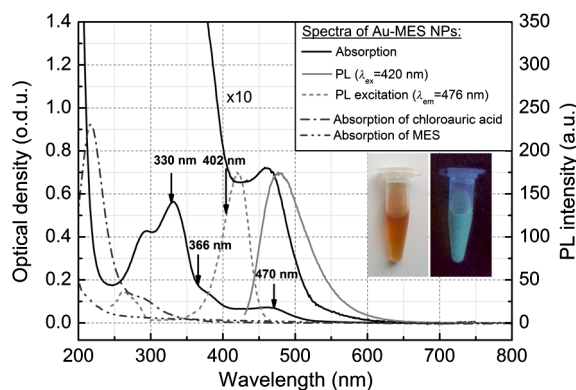 Spectra of Au-MES NPs:
Absorption
PL (λex=420 nm)
PL excitation (λem=476 nm)
Absorption of chloroauric acid
Absorption of MES
x10
330 nm 402 nm
366 nm
470 nm
Optical density (o.d.u.)
1.4
1.2
1.0
0.8
0.6
0.4
0.2
0.0
PL intensity (a.u.)
350
300
250
200
150
100
50
0
200 300 400 500 600 700 800
Wavelength (nm)